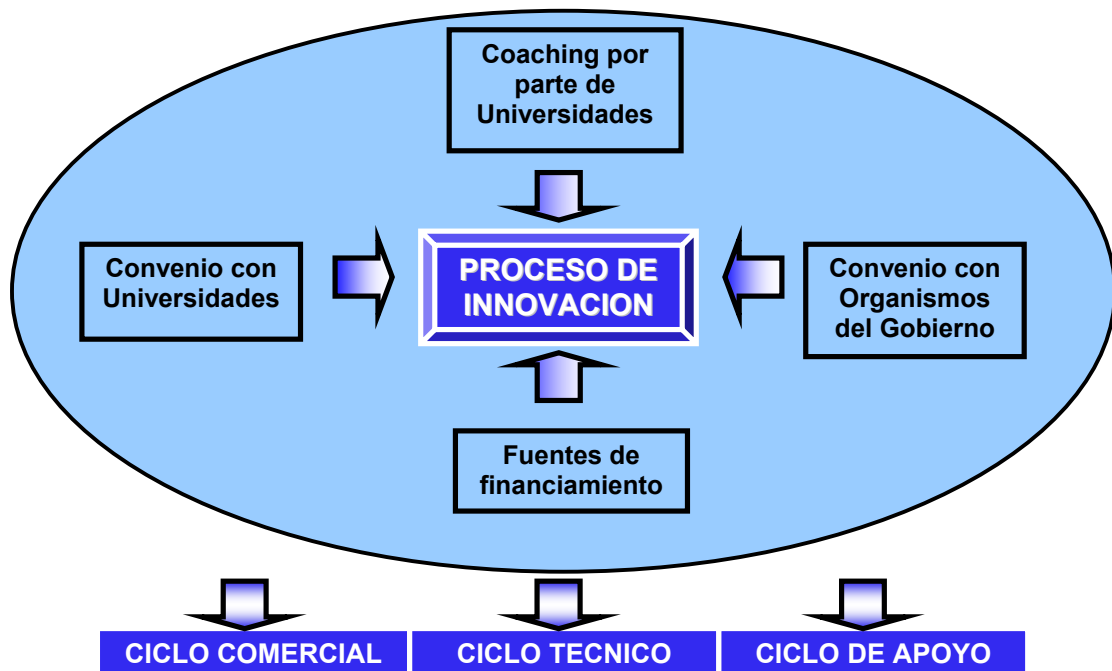 Coaching por
parte de
Universidades
Convenio con
Universidades
PROCESO DE
INNOVACION
Convenio con
Organismos
del Gobierno
Fuentes de
financiamiento
CICLO COMERCIAL
CICLO TECNICO
CICLO DE APOYO